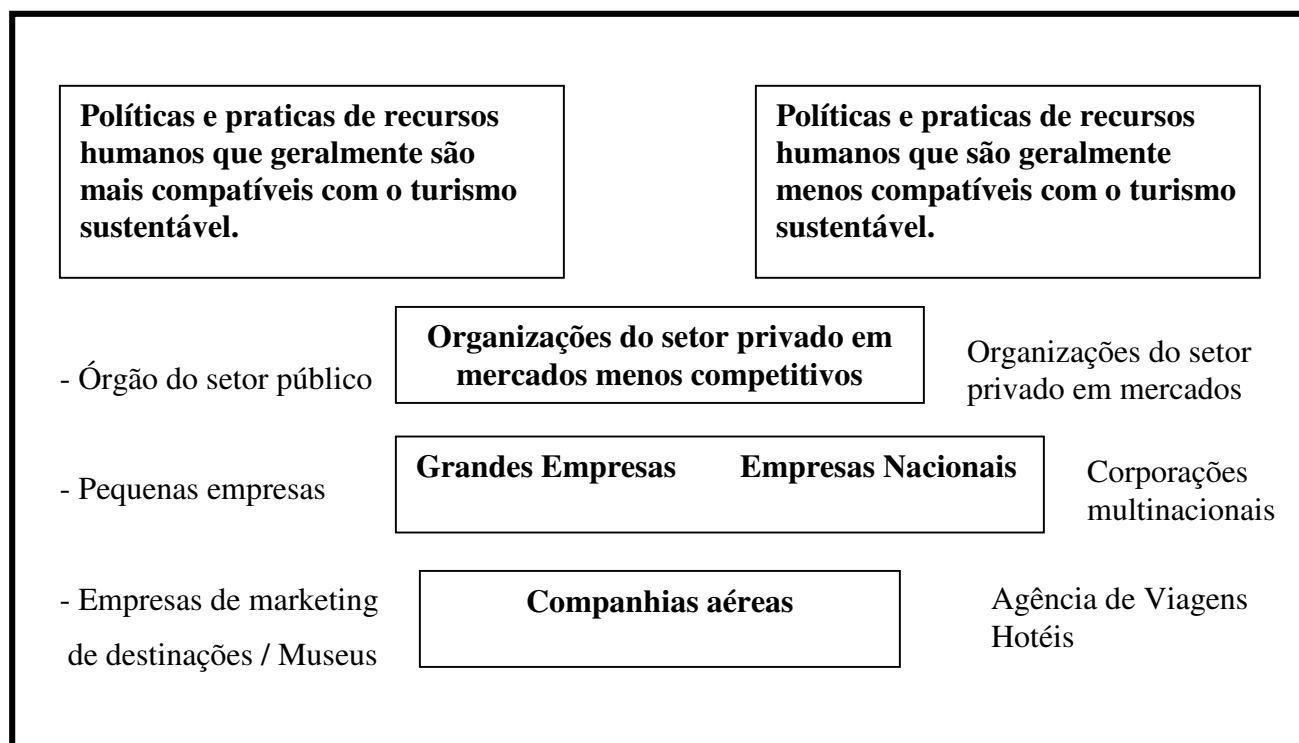 Políticas e praticas de recursos
humanos que geralmente são
mais compatíveis com o turismo
sustentável.
Políticas e praticas de recursos
humanos que são geralmente
menos compatíveis com o turismo
sustentável.
- Órgão do setor público
Organizações do setor privado em
mercados menos competitivos
Organizações do setor
privado em mercados
- Pequenas empresas
Grandes Empresas Empresas Nacionais
Corporações
multinacionais
- Empresas de marketing
de destinações / Museus
Companhias aéreas
Agência de Viagens
Hotéis